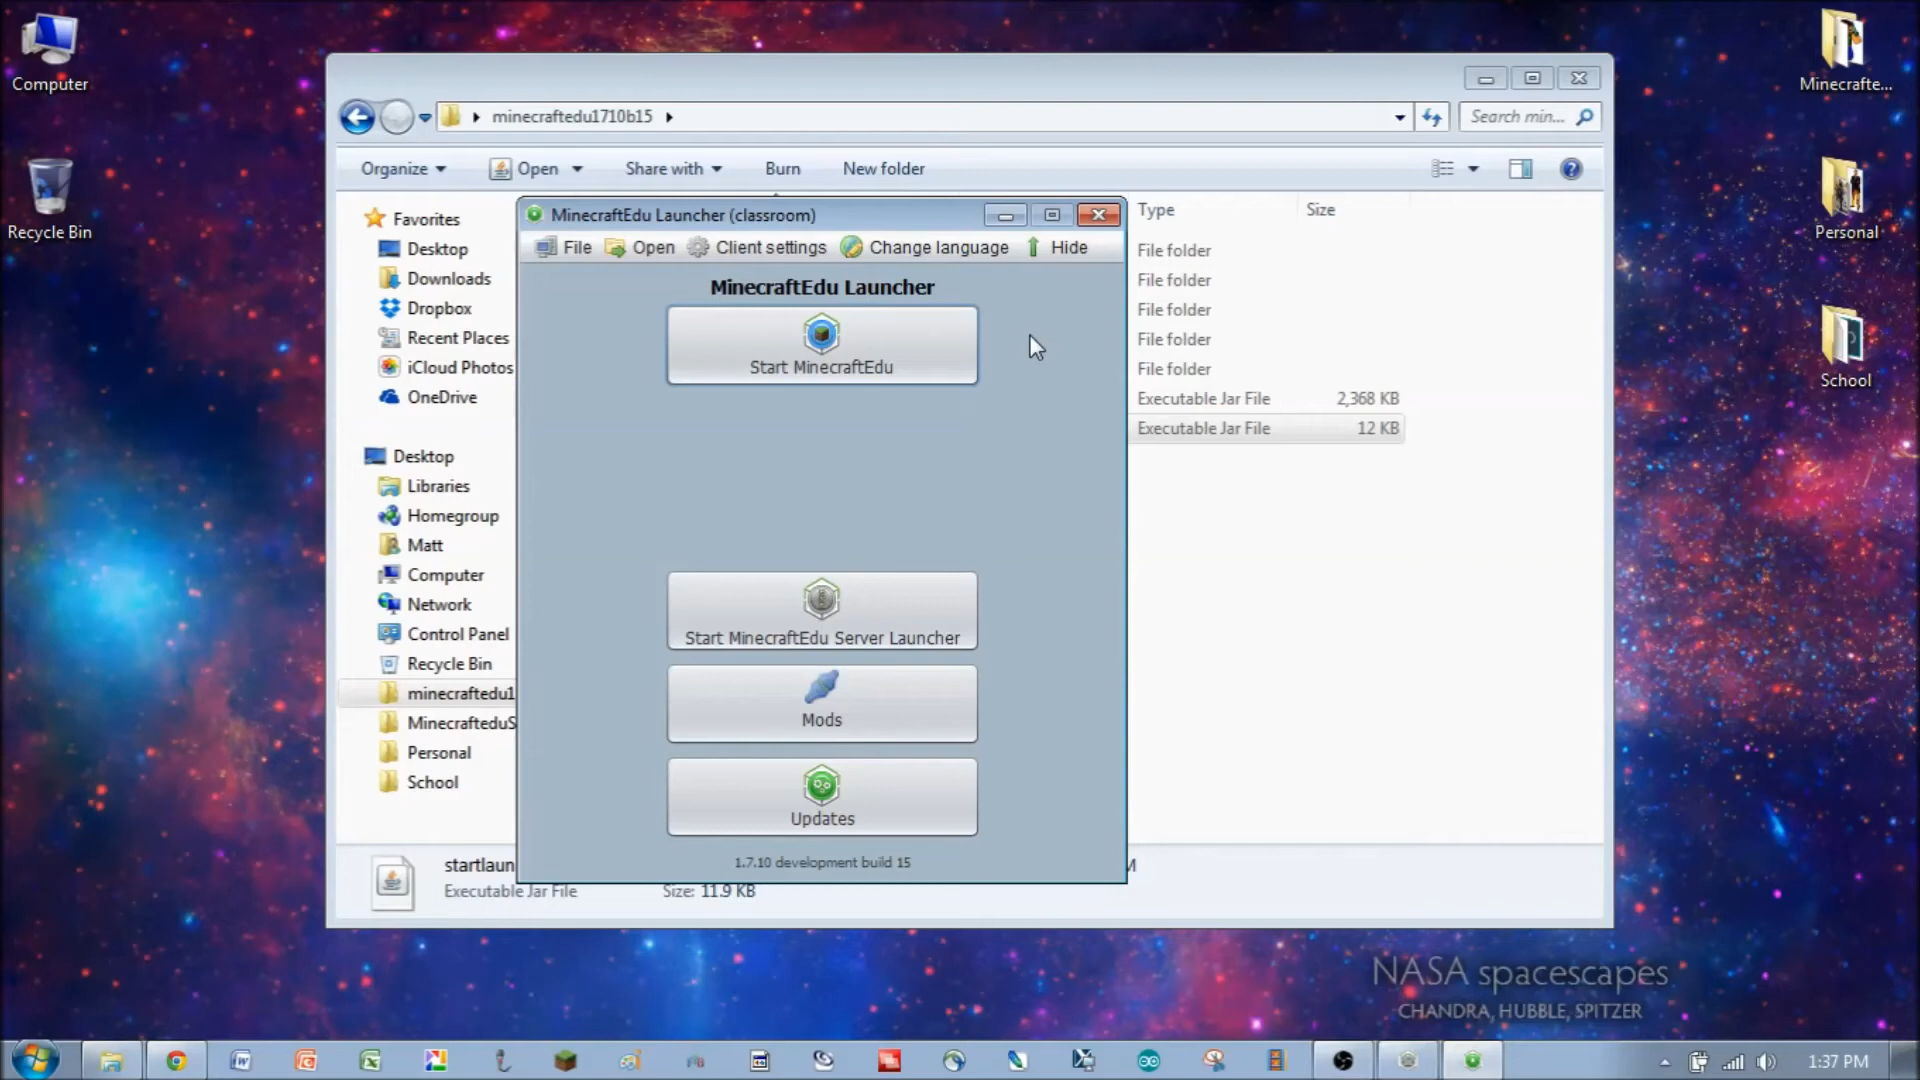 Computer
Recycle Bin
Minecrafte...
Personal
School
minecraftedu1710b15
Search min...
Organize
Open
Share with
Burn
New folder
Type
Size
Favorites
Desktop
Downloads
Dropbox
Recent Places
iCloud Photos
OneDrive
Desktop
Libraries
Homegroup
Matt
Computer
Network
Control Panel
Recycle Bin
minecraftedu1
MinecrafteduS
Personal
School
File folder
File folder
File folder
File folder
File folder
Executable Jar File 2,368 KB
Executable Jar File 12 KB
MinecraftEdu Launcher (classroom)
File
Open
Client settings
Change language
Hide
MinecraftEdu Launcher
Start MinecraftEdu
Start MinecraftEdu Server Launcher
Mods
Updates
1.7.10 development build 15
startlaun
Executable Jar File
Size: 11.9 KB
M
NASA spacescapes
CHANDRA, HUBBLE, SPITZER
1:37 PM